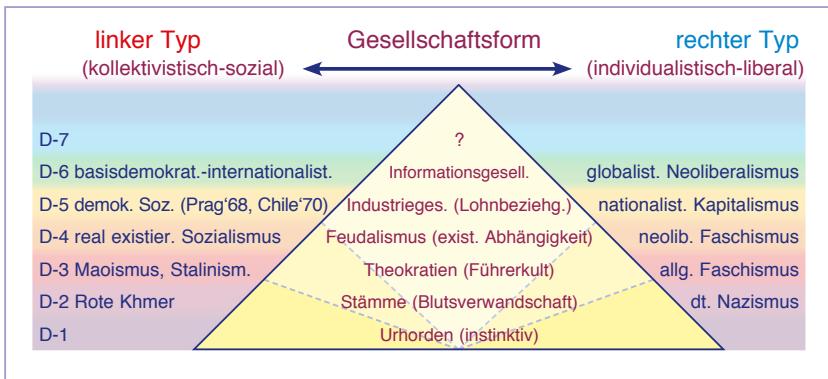 linker Typ Gesellschaftsform rechter Typ
(kollektivistisch-sozial) (individualistisch-liberal)
D-7 ?
D-6 basisdemokrat.-internationalist. Informationsgesell. globalist. Neoliberalismus
D-5 demok. Soz. (Prag‘68, Chile‘70) Industrieges. (Lohnbeziehg.) nationalist. Kapitalismus
D-4 real existier. Sozialismus Feudalismus (exist. Abhängigkeit) neolib. Faschismus
D-3 Maoismus, Stalinism. Theokratien (Führerkult) allg. Faschismus
D-2 Rote Khmer Stämme (Blutsverwandschaft) dt. Nazismus
D-1 Urhorden (instinktiv)